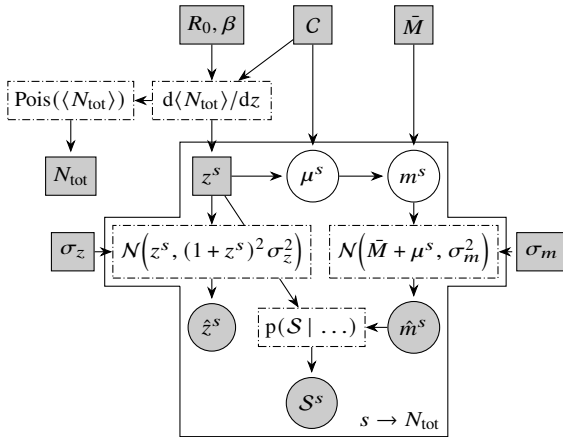 R₀, β
𝒞
M̄
Pois(⟨N_tot⟩)
d⟨N_tot⟩/dz
N_tot
z^s
μ^s
m^s
σ_z
𝒩(z^s, (1 + z^s)² σ_z²)
𝒩(M̄ + μ^s, σ_m²)
σ_m
ẑ^s
p(𝒮 | …)
m̂^s
𝒮^s
s → N_tot